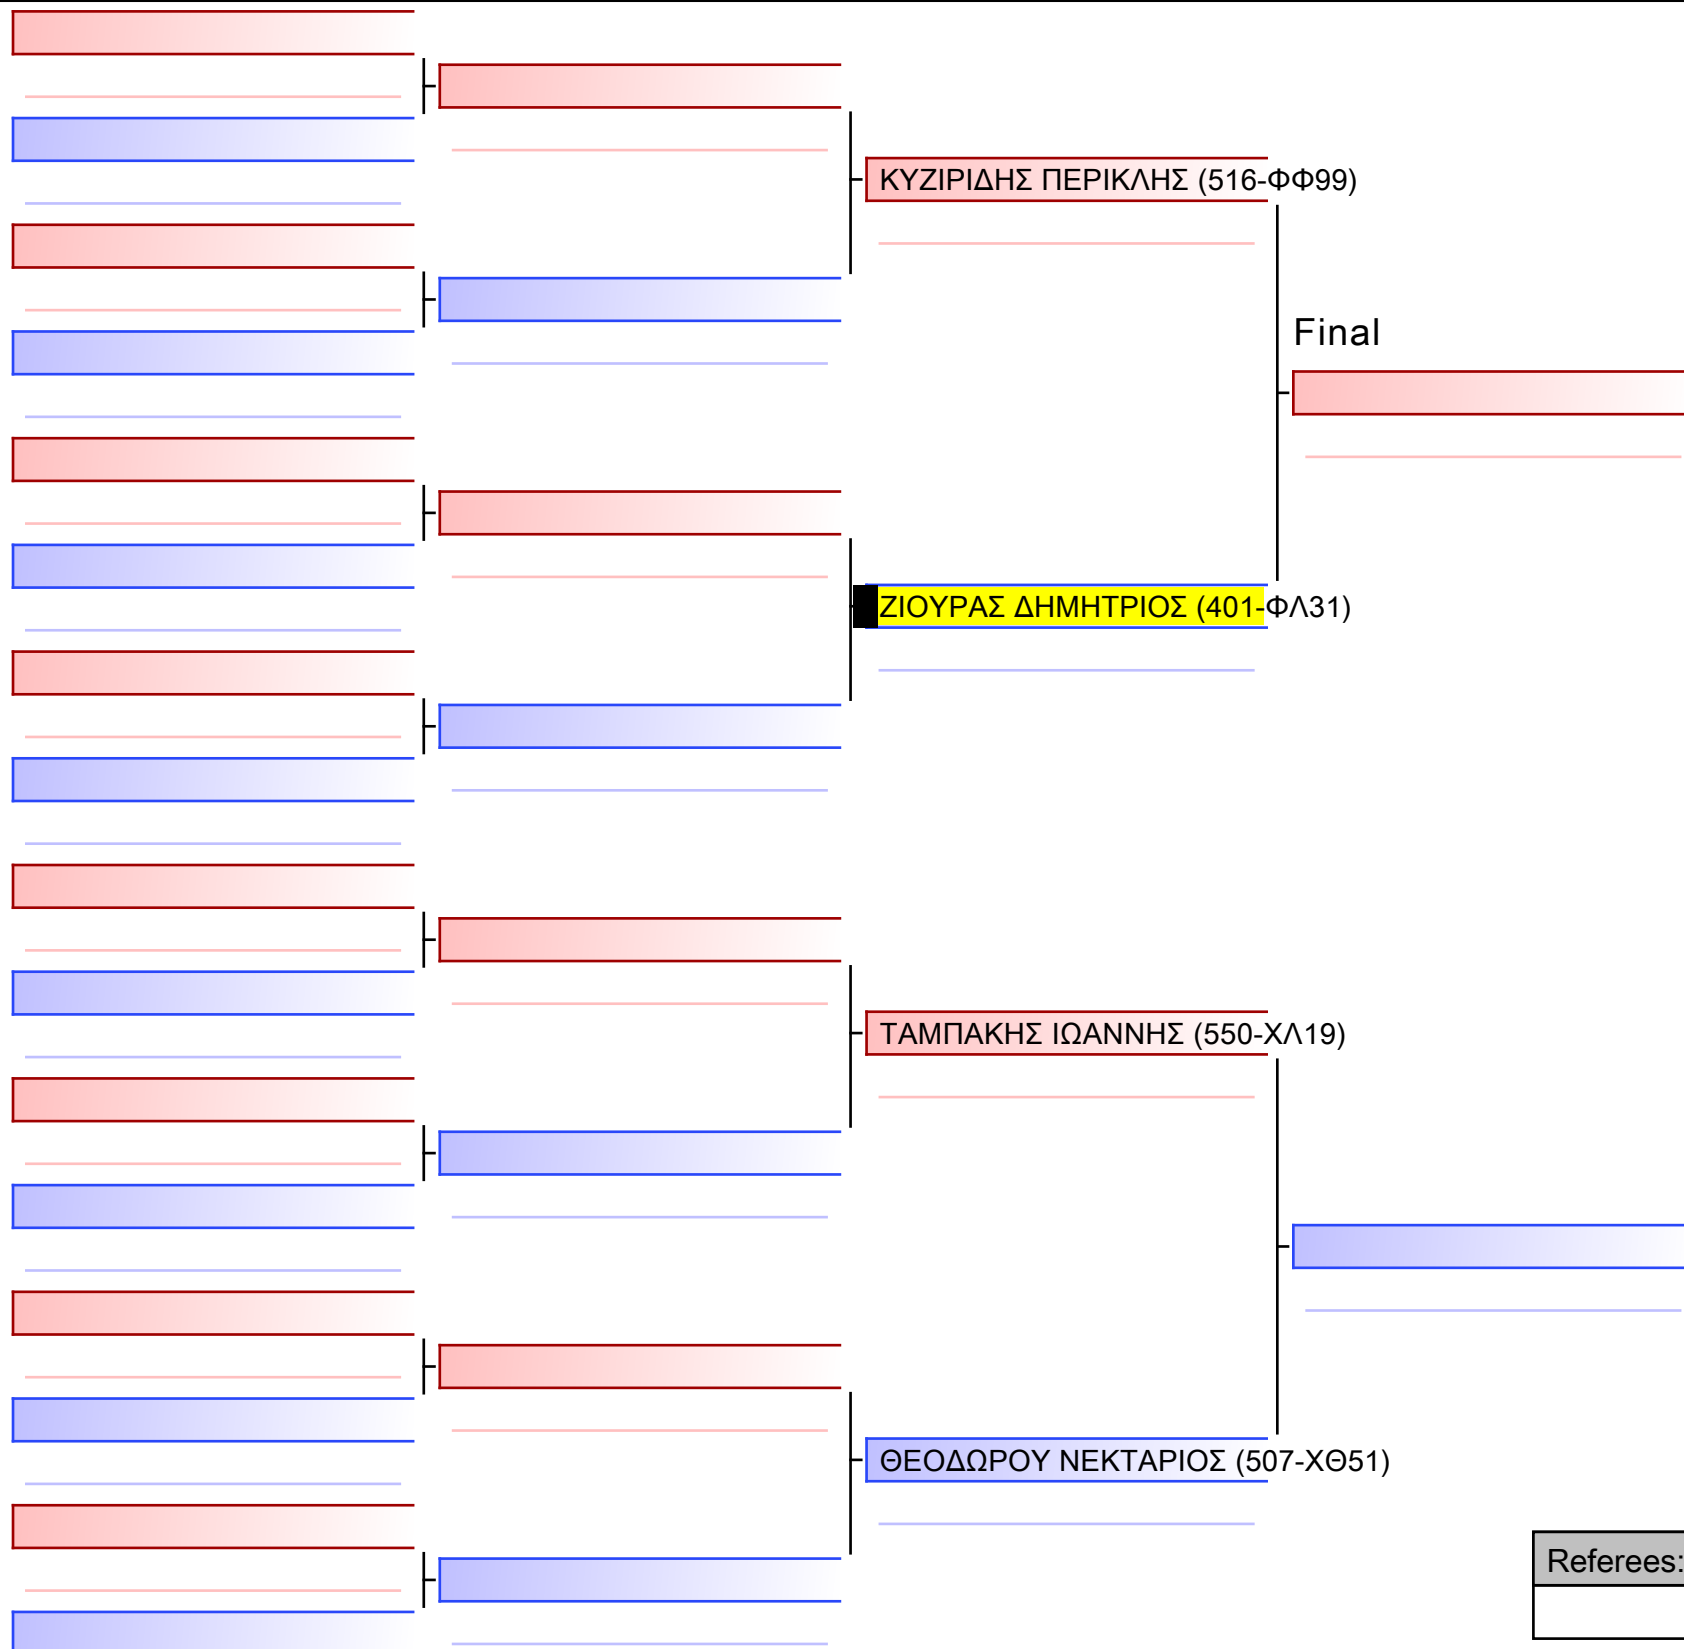 ΚΥΖΙΡΙΔΗΣ ΠΕΡΙΚΛΗΣ (516-ΦΦ99)
Final
ΖΙΟΥΡΑΣ ΔΗΜΗΤΡΙΟΣ (401-ΦΛ31)
ΤΑΜΠΑΚΗΣ ΙΩΑΝΝΗΣ (550-ΧΛ19)
ΘΕΟΔΩΡΟΥ ΝΕΚΤΑΡΙΟΣ (507-ΧΘ51)
Referees: